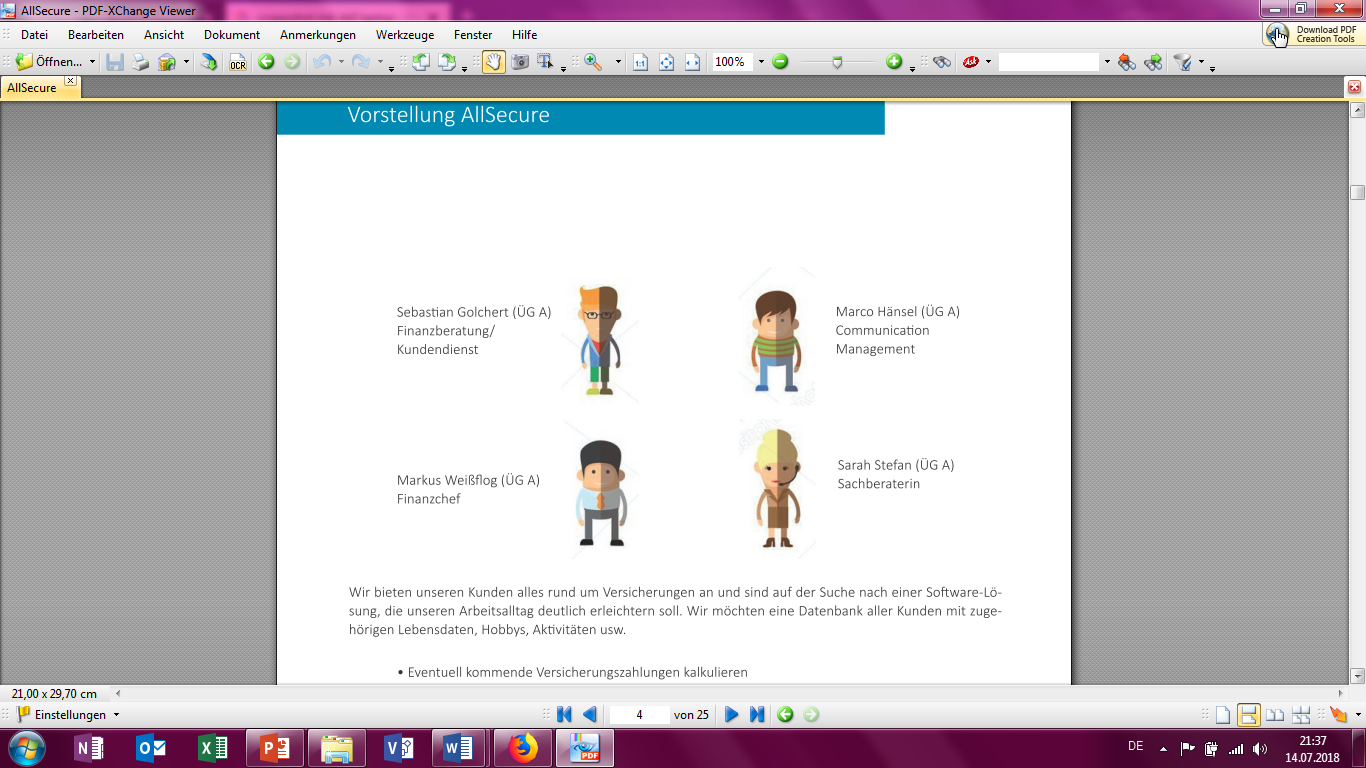 AllSecure - PDF-XChange Viewer
Datei Bearbeiten Ansicht Dokument Anmerkungen Werkzeuge Fenster Hilfe
Download PDF
Creation Tools
Öffnen...
OCR
1:1
100%
Ask
AllSecure
Vorstellung AllSecure
Sebastian Golchert (ÜG A)
Finanzberatung/
Kundendienst
Marco Hänsel (ÜG A)
Communication
Management
Markus Weißflog (ÜG A)
Finanzchef
Sarah Stefan (ÜG A)
Sachberaterin
Wir bieten unseren Kunden alles rund um Versicherungen an und sind auf der Suche nach einer Software-Lö-
sung, die unseren Arbeitsalltag deutlich erleichtern soll. Wir möchten eine Datenbank aller Kunden mit zuge-
hörigen Lebensdaten, Hobbys, Aktivitäten usw.
• Eventuell kommende Versicherungszahlungen kalkulieren
21,00 x 29,70 cm
Einstellungen
4 von 25
DE
21:37
14.07.2018